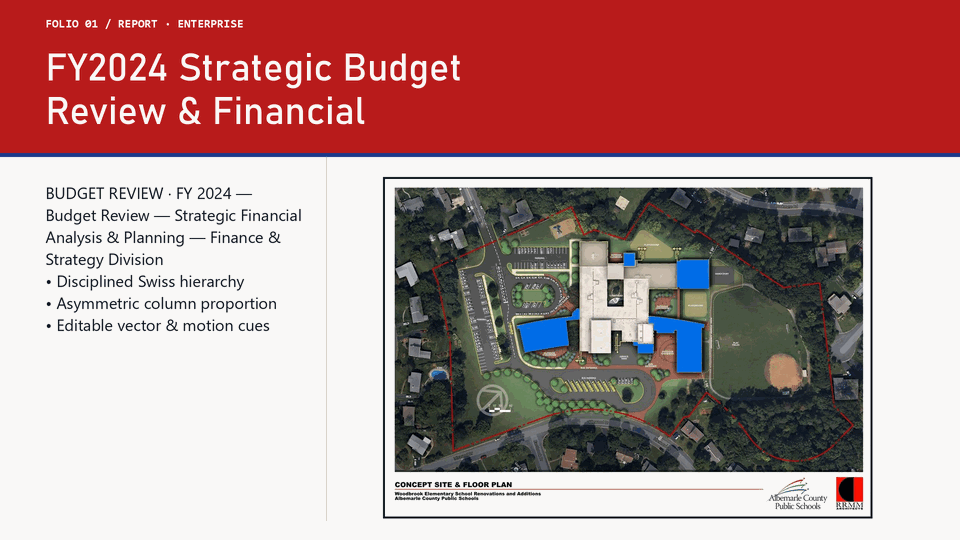 FOLIO 01 / REPORT · ENTERPRISE
FY2024 Strategic Budget
Review & Financial
BUDGET REVIEW · FY 2024 —
Budget Review — Strategic Financial
Analysis & Planning — Finance &
Strategy Division
• Disciplined Swiss hierarchy
• Asymmetric column proportion
• Editable vector & motion cues
CONCEPT SITE & FLOOR PLAN
Woodbrook Elementary School Renovations and Additions
Albemarle County Public Schools
Albemarle County
Public Schools
RRMM